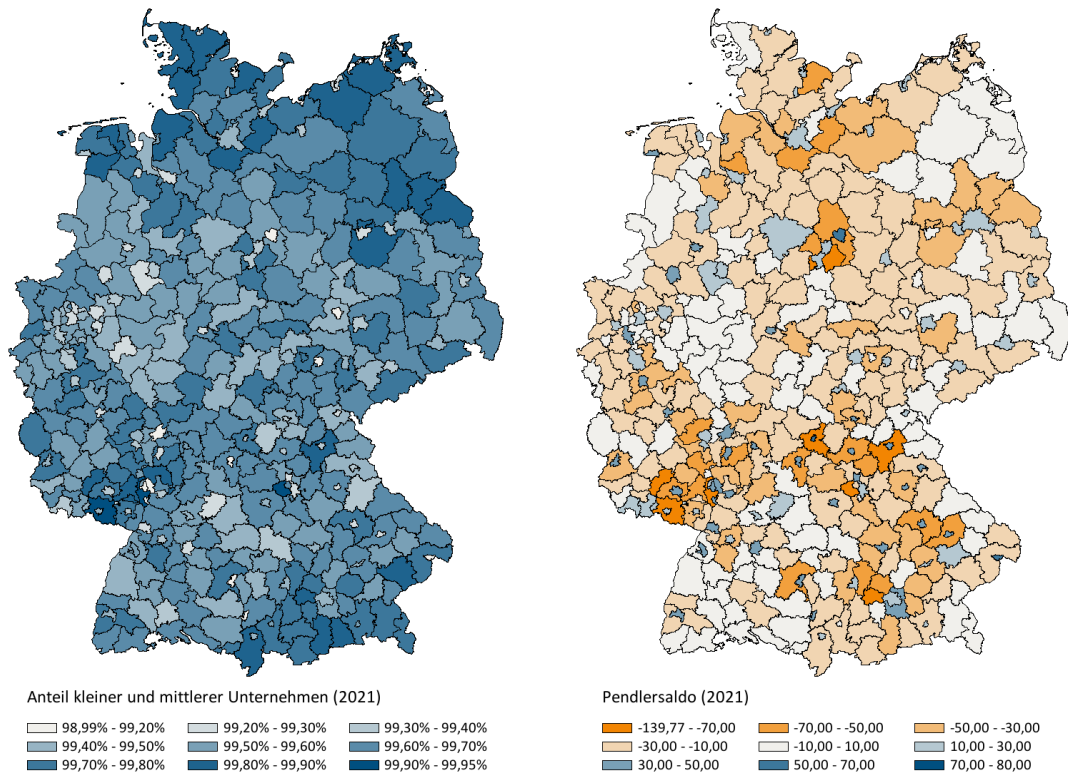 Anteil kleiner und mittlerer Unternehmen (2021)
98,99% - 99,20% 99,20% - 99,30% 99,30% - 99,40%
99,40% - 99,50% 99,50% - 99,60% 99,60% - 99,70%
99,70% - 99,80% 99,80% - 99,90% 99,90% - 99,95%
Pendlersaldo (2021)
-139,77 - -70,00 -70,00 - -50,00 -50,00 - -30,00
-30,00 - -10,00 -10,00 - 10,00 10,00 - 30,00
30,00 - 50,00 50,00 - 70,00 70,00 - 80,00